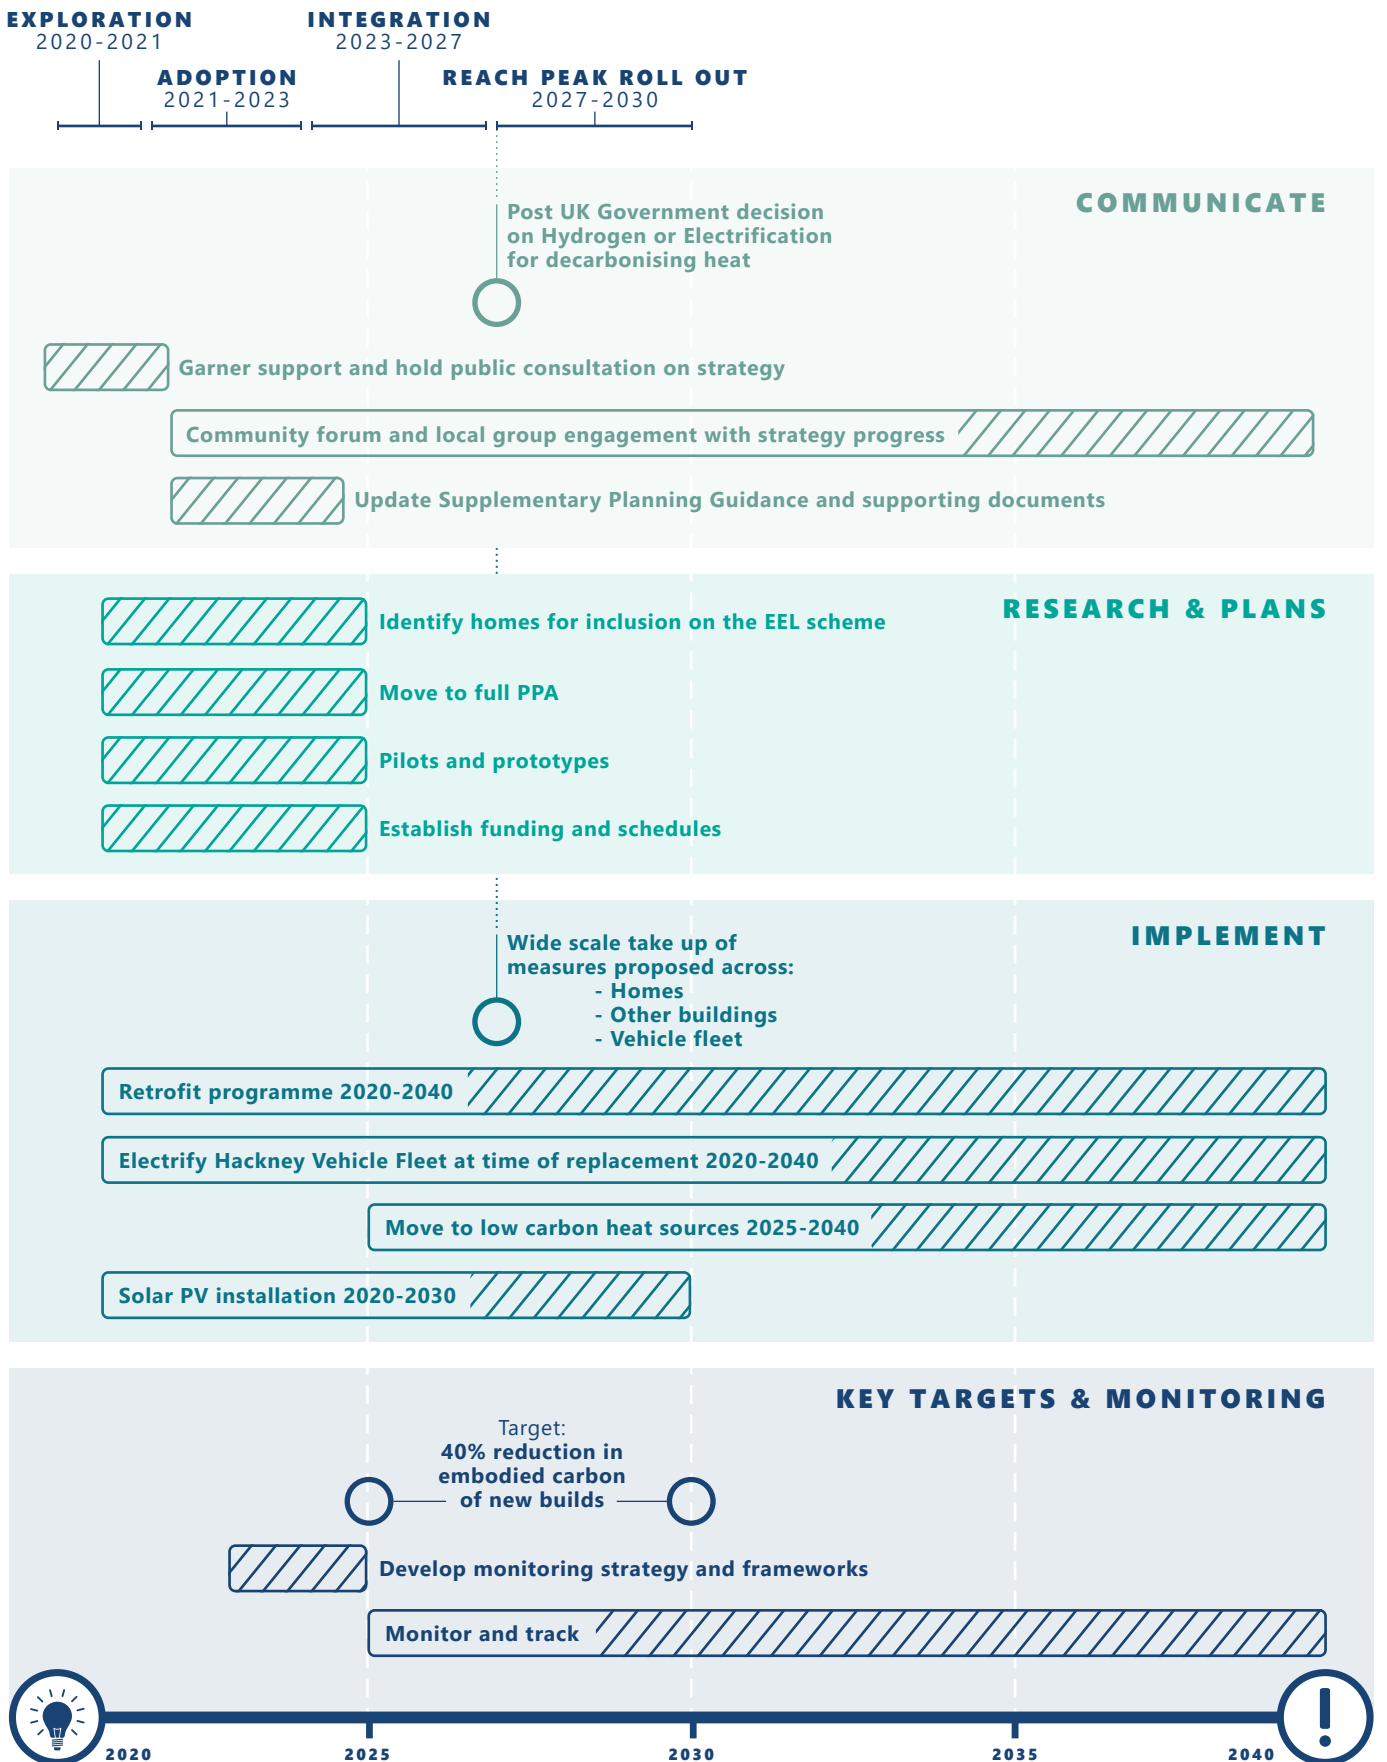 EXPLORATION
2020-2021
INTEGRATION
2023-2027
ADOPTION
2021-2023
REACH PEAK ROLL OUT
2027-2030
COMMUNICATE
Post UK Government decision
on Hydrogen or Electrification
for decarbonising heat
Garner support and hold public consultation on strategy
Community forum and local group engagement with strategy progress
Update Supplementary Planning Guidance and supporting documents
RESEARCH & PLANS
Identify homes for inclusion on the EEL scheme
Move to full PPA
Pilots and prototypes
Establish funding and schedules
IMPLEMENT
Wide scale take up of
measures proposed across:
- Homes
- Other buildings
- Vehicle fleet
Retrofit programme 2020-2040
Electrify Hackney Vehicle Fleet at time of replacement 2020-2040
Move to low carbon heat sources 2025-2040
Solar PV installation 2020-2030
KEY TARGETS & MONITORING
Target:
40% reduction in
embodied carbon
of new builds
Develop monitoring strategy and frameworks
Monitor and track
2020 2025 2030 2035 2040